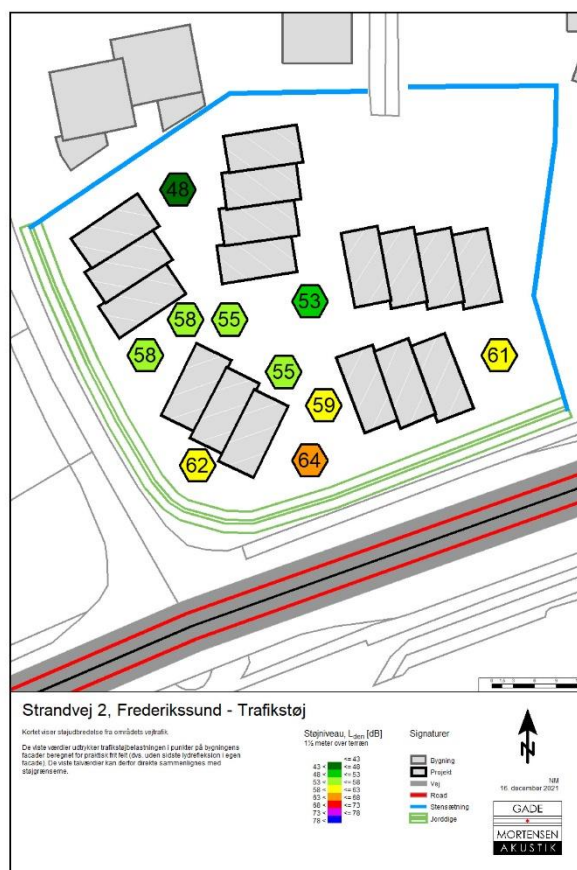 48
53
58
55
58
61
55
59
62
64
Strandvej 2, Frederikssund - Trafikstøj
Kortet viser støjudbredelse fra områdets vejtrafik.
De viste værdier udtrykker trafikstøjbelastningen i punkter på bygningens
facader beregnet for praktisk frit felt (dvs. uden sidste lydrefleksion i egen
facade). De viste talværdier kan derfor direkte sammenlignes med
støjgrænserne.
Støjniveau, Lden [dB]
1½ meter over terræn
<= 43
43 < <= 48
48 < <= 53
53 < <= 58
58 < <= 63
63 < <= 68
68 < <= 73
73 < <= 78
78 <
Signaturer
Bygning
Projekt
Vej
Road
Stensætning
Jorddige
N
NM
16. december 2021
GADE
MORTENSEN
AKUSTIK